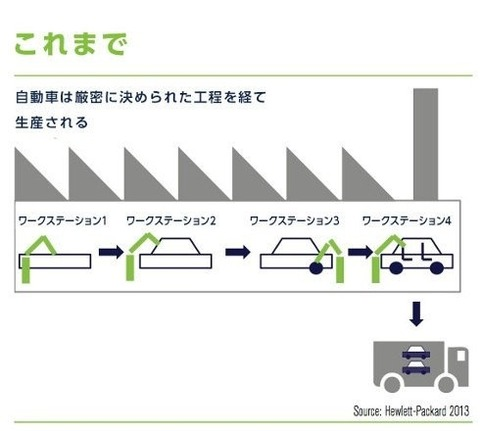 これまで
自動車は厳密に決められた工程を経て
生産される
ワークステーション1
ワークステーション2
ワークステーション3
ワークステーション4
Source: Hewlett-Packard 2013